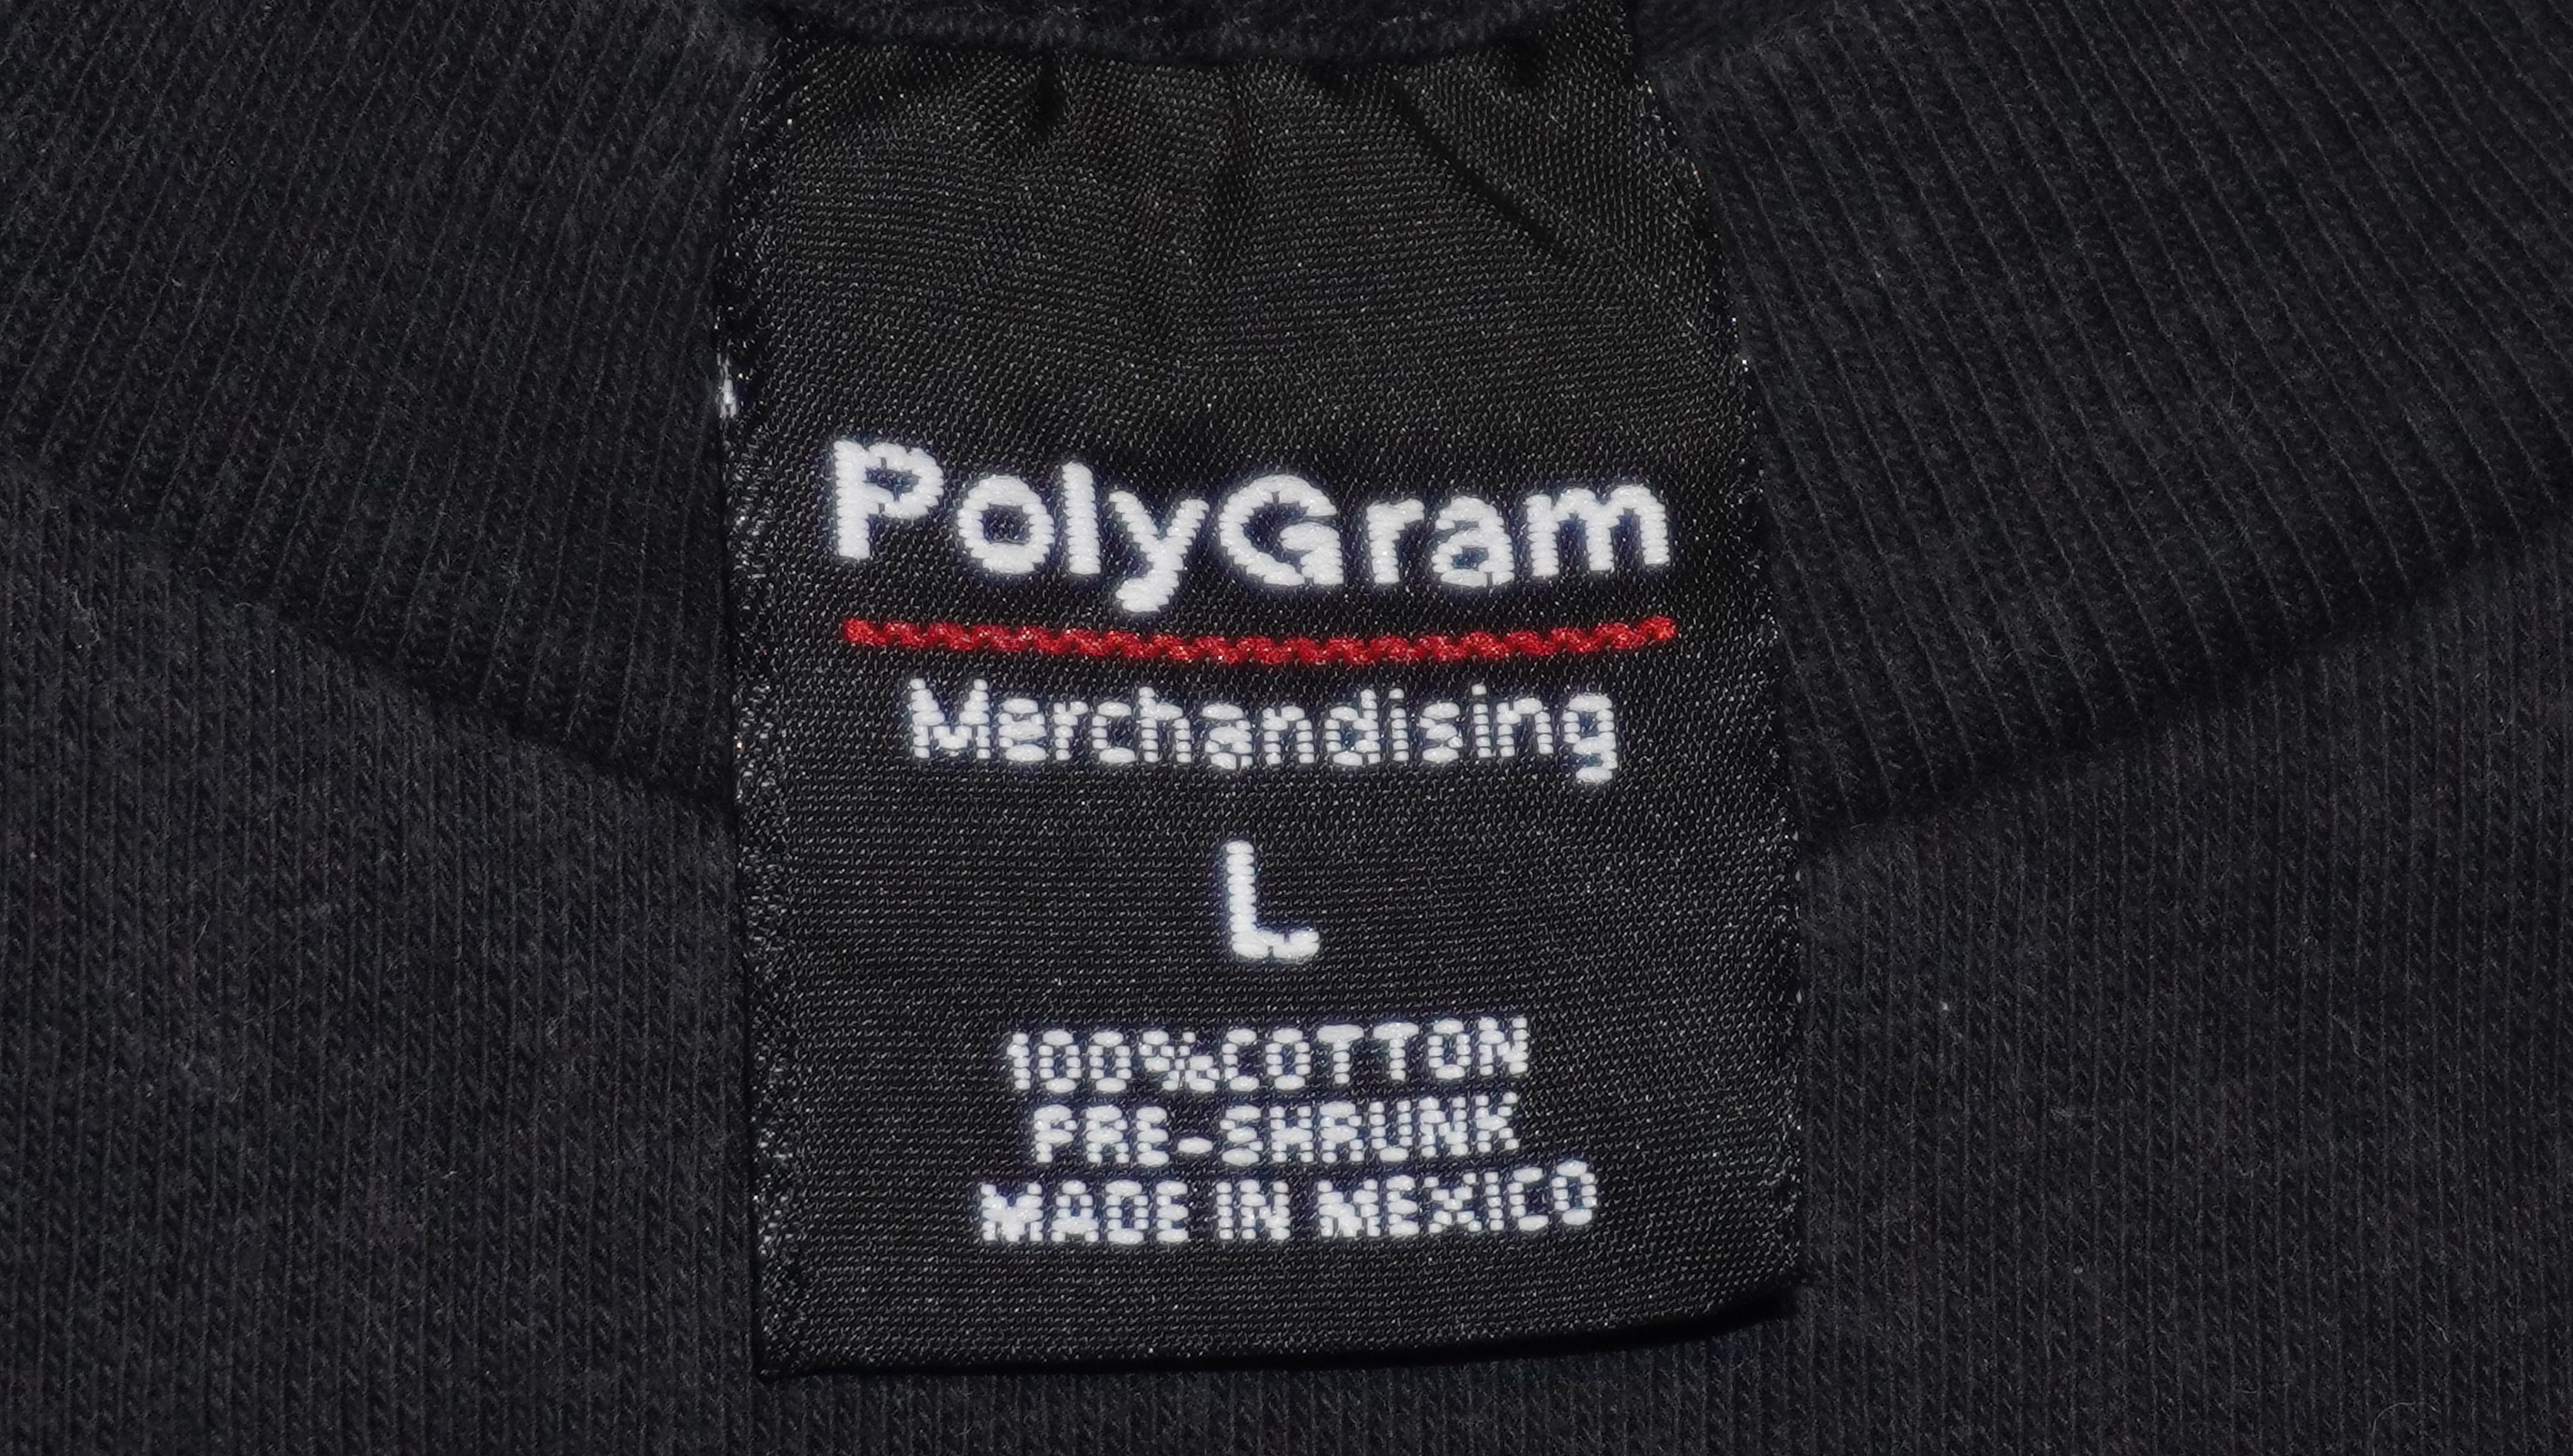 PolyGram
Merchandising
L
100%COTTON
PRE-SHRUNK
MADE IN MEXICO